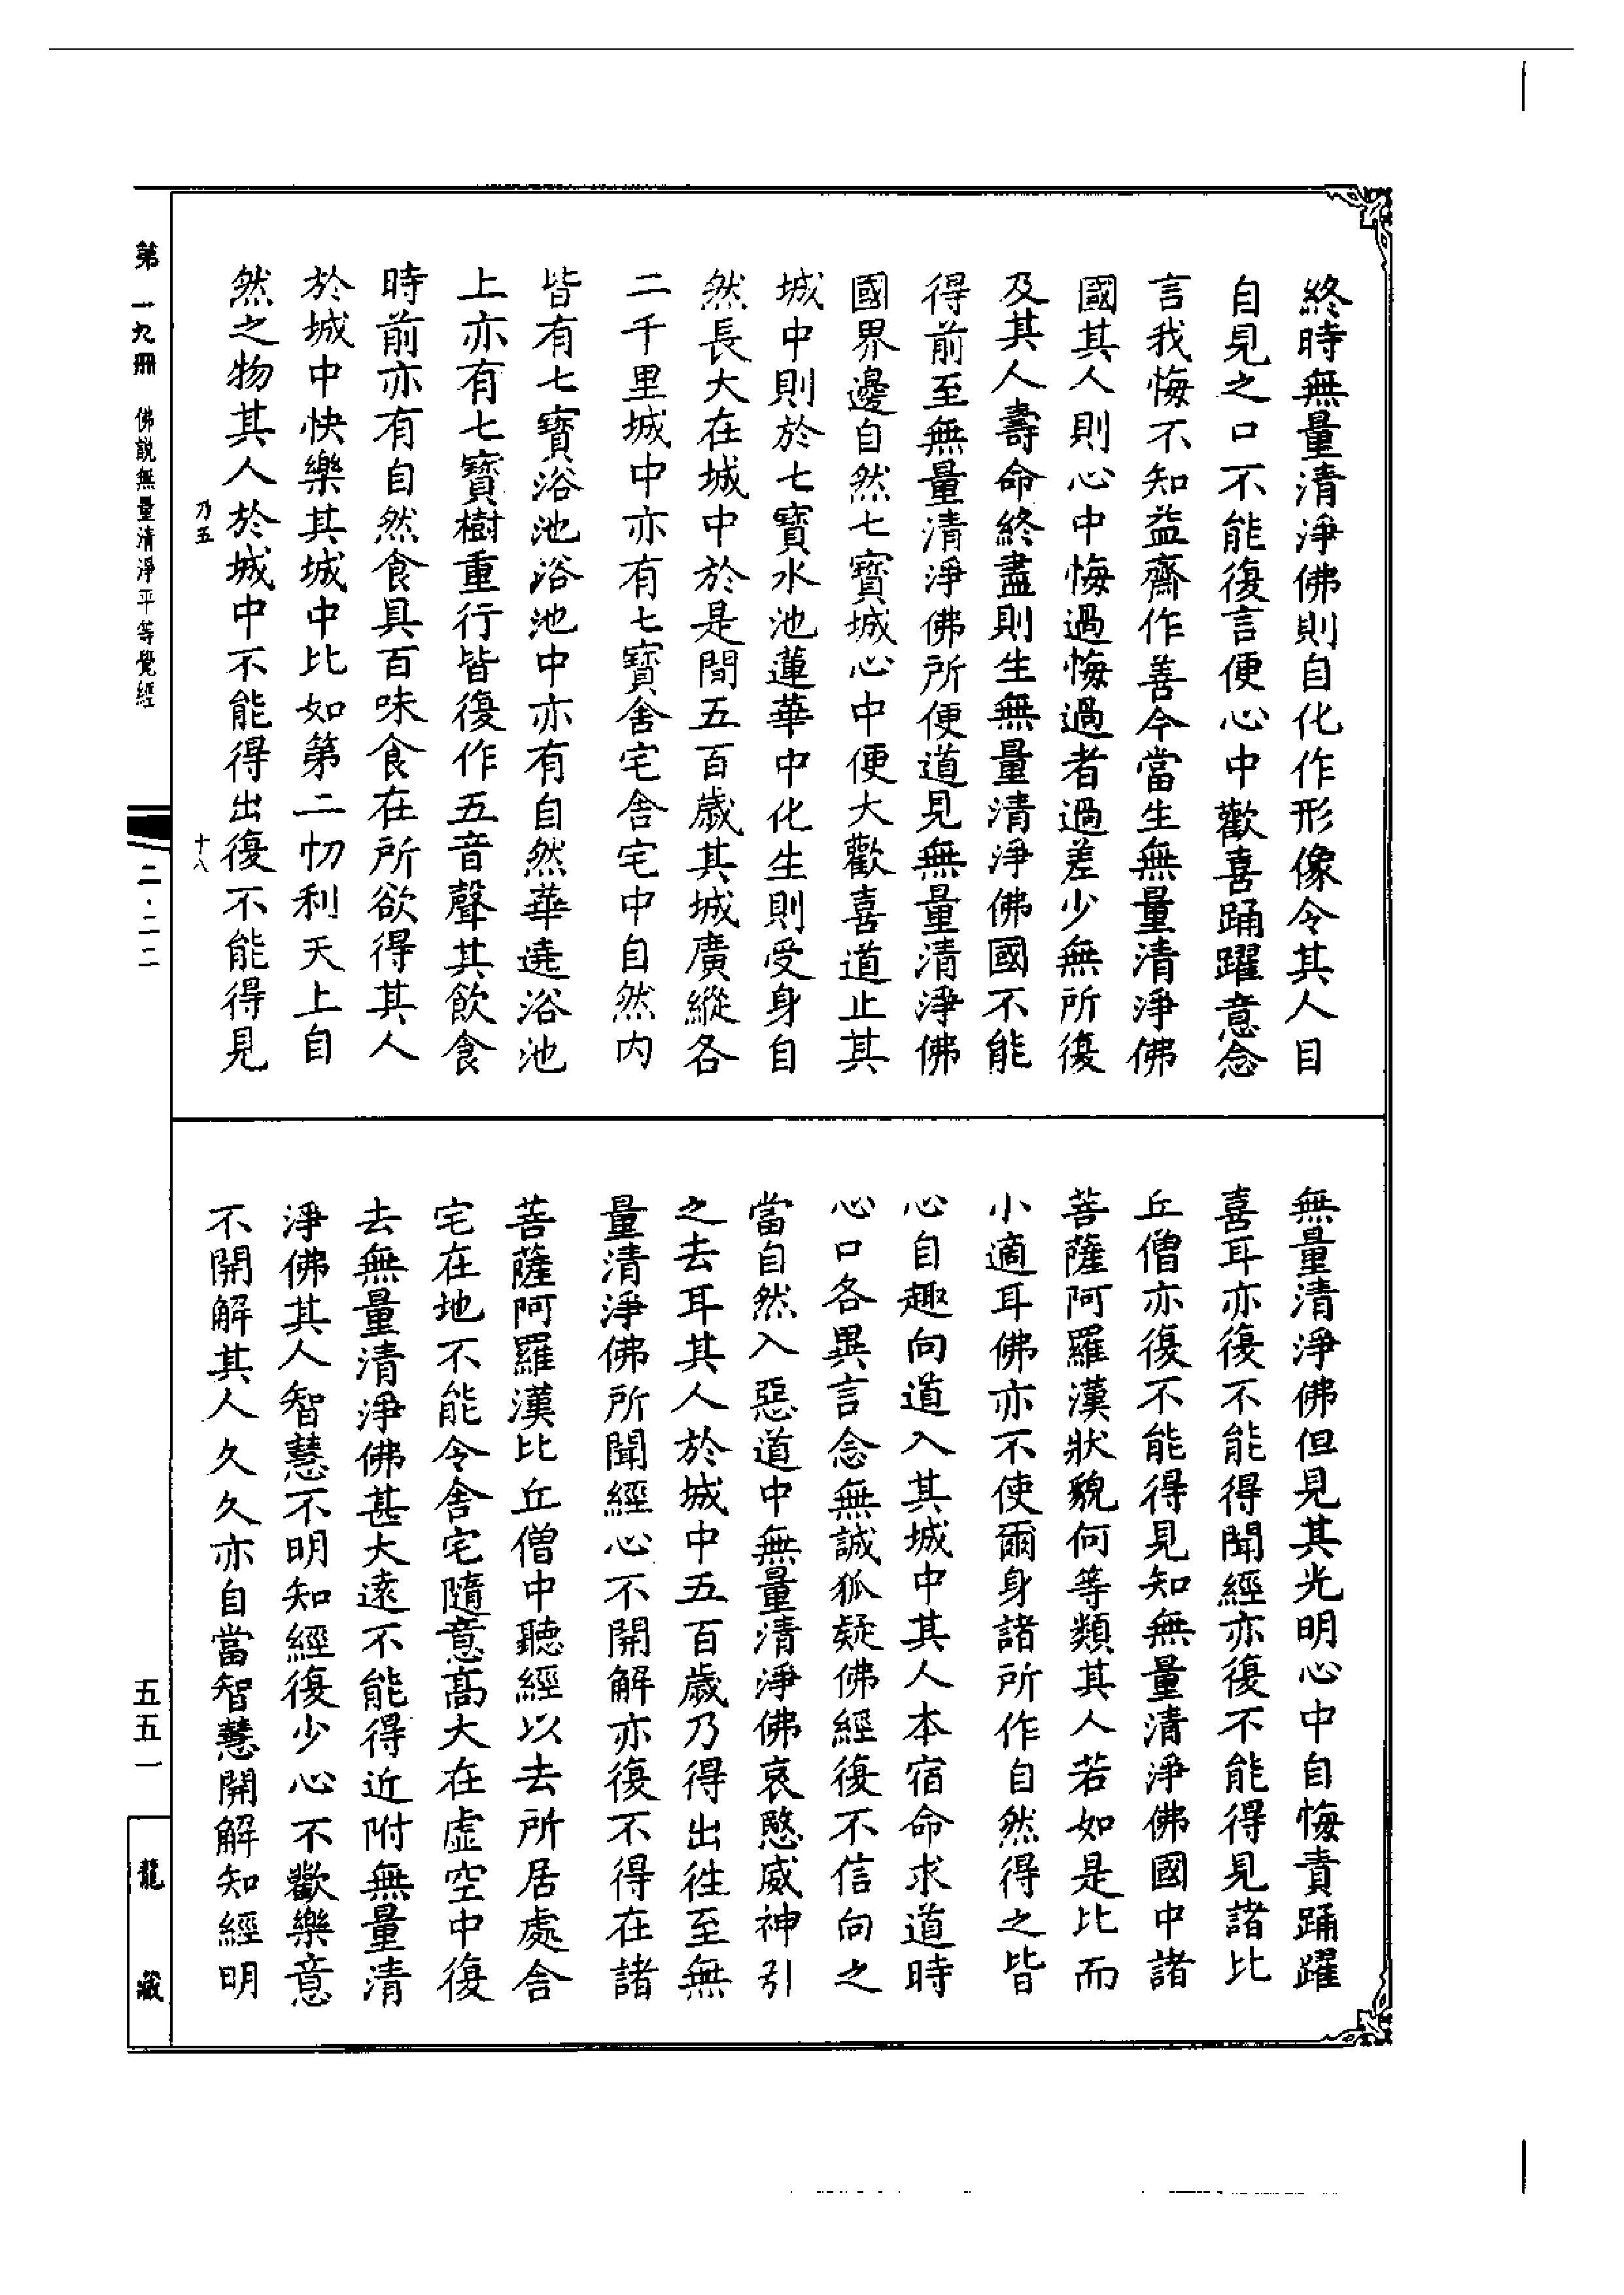 終時無量清淨佛則自化作形像令其人目
自見之口不能復言便心中歡喜踊躍意念
言我悔不知益齋作善今當生無量清淨佛
國其人則心中悔過悔過者過差少無所復
及其人壽命終盡則生無量清淨佛國不能
得前至無量清淨佛所便道見無量清淨佛
國界邊自然七寶城心中便大歡喜道止其
城中則於七寶水池蓮華中化生則受身自
然長大在城中於是間五百歲其城廣縱各
二千里城中亦有七寶舍宅舍宅中自然內
皆有七寶浴池浴池中亦有自然華遶浴池
上亦有七寶樹重行皆復作五音聲其飲食
時前亦有自然食具百味食在所欲得其人
於城中快樂其城中比如第二忉利天上自
然之物其人於城中不能得出復不能得見
無量清淨佛但見其光明心中自悔責踊躍
喜耳亦復不能得聞經亦復不能得見諸比
丘僧亦復不能得見知無量清淨佛國中諸
菩薩阿羅漢狀貌何等類其人若如是比而
小適耳佛亦不使爾身諸所作自然得之皆
心自趣向道入其城中其人本宿命求道時
心口各異言念無誠狐疑佛經復不信向之
當自然入惡道中無量清淨佛哀愍威神引
之去耳其人於城中五百歲乃得出徃至無
量清淨佛所聞經心不開解亦復不得在諸
菩薩阿羅漢比丘僧中聽經以去所居處舍
宅在地不能令舍宅隨意高大在虛空中復
去無量清淨佛甚大遠不能得近附無量清
淨佛其人智慧不明知經復少心不歡樂意
不開解其人久久亦自當智慧開解知經明
乃五
十八
第一九冊 佛說無量清淨平等覺經
二·二二
五五一
龍藏